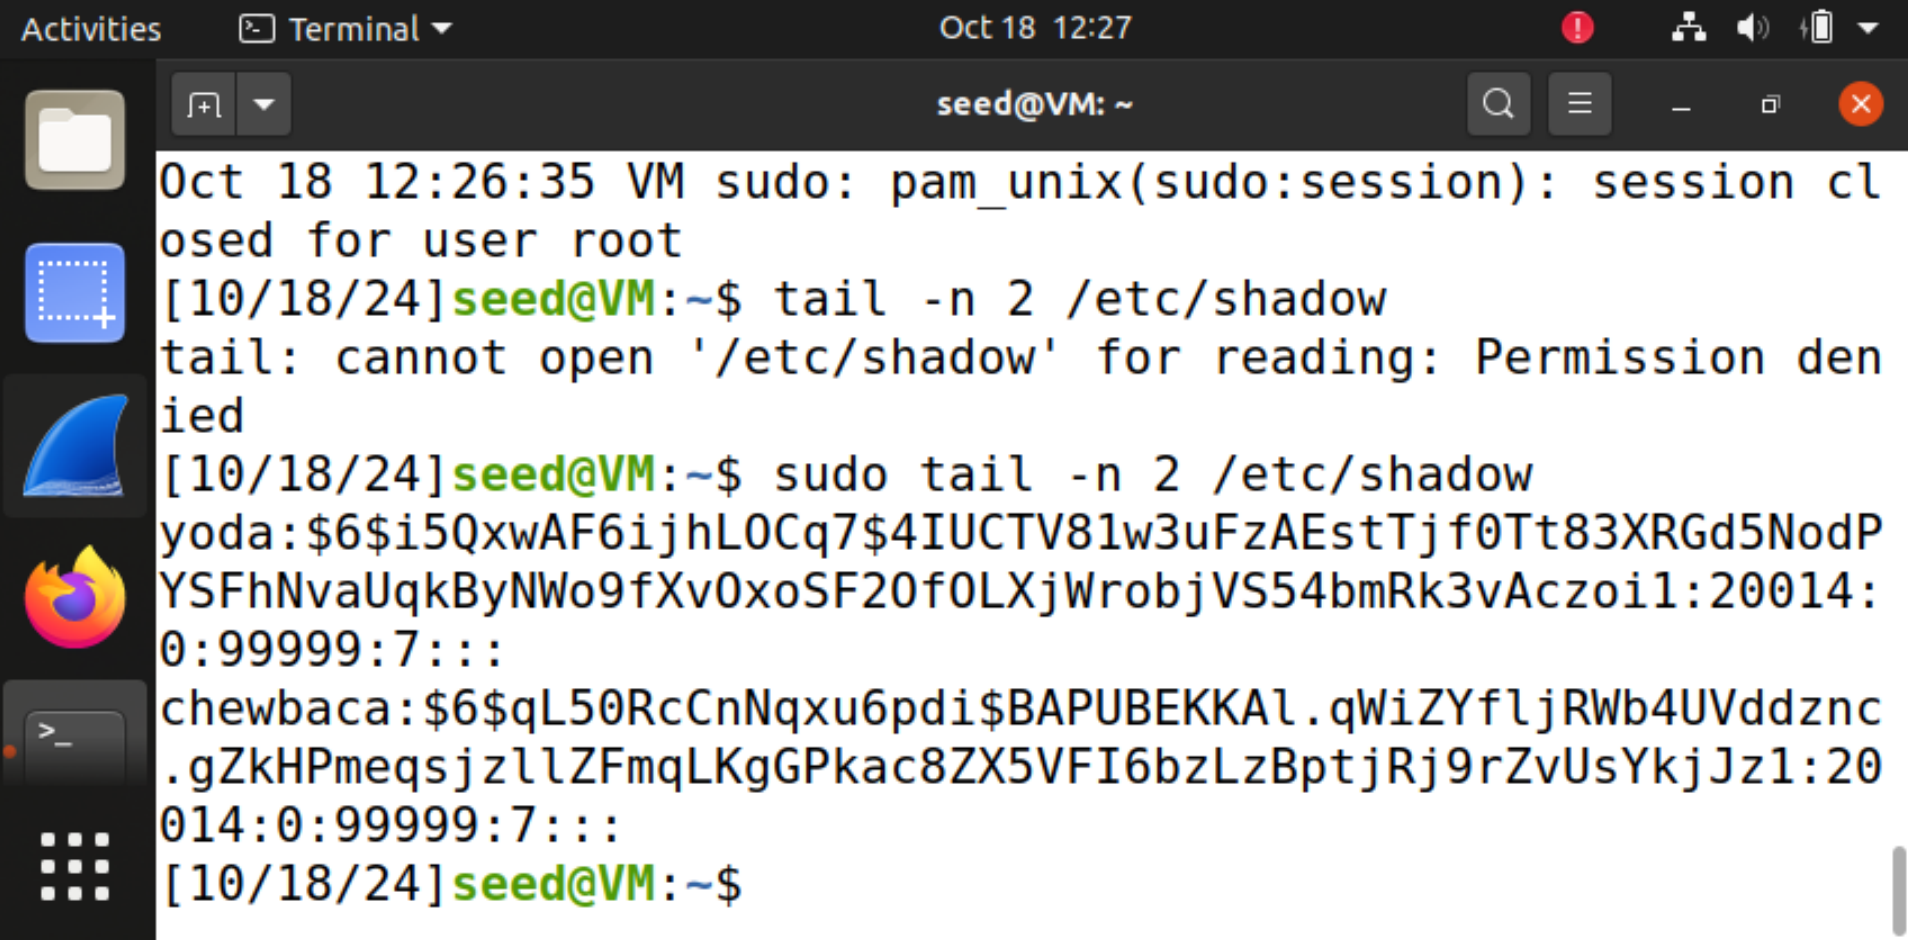 Activities Terminal Oct 18 12:27
seed@VM: ~
Oct 18 12:26:35 VM sudo: pam_unix(sudo:session): session cl
osed for user root
[10/18/24]seed@VM:~$ tail -n 2 /etc/shadow
tail: cannot open '/etc/shadow' for reading: Permission den
ied
[10/18/24]seed@VM:~$ sudo tail -n 2 /etc/shadow
yoda:$6$i5QxwAF6ijhLOCq7$4IUCTV81w3uFzAEstTjf0Tt83XRGd5NodP
YSFhNvaUqkByNWo9fXvOxoSF2OfOLXjWrobjVS54bmRk3vAczoi1:20014:
0:99999:7:::
chewbaca:$6$qL50RcCnNqxu6pdi$BAPUBEKKAl.qWiZYfljRWb4UVddznc
.gZkHPmeqsjzllZFmqLKgGPkac8ZX5VFI6bzLzBptjRj9rZvUsYkjJz1:20
014:0:99999:7:::
[10/18/24]seed@VM:~$